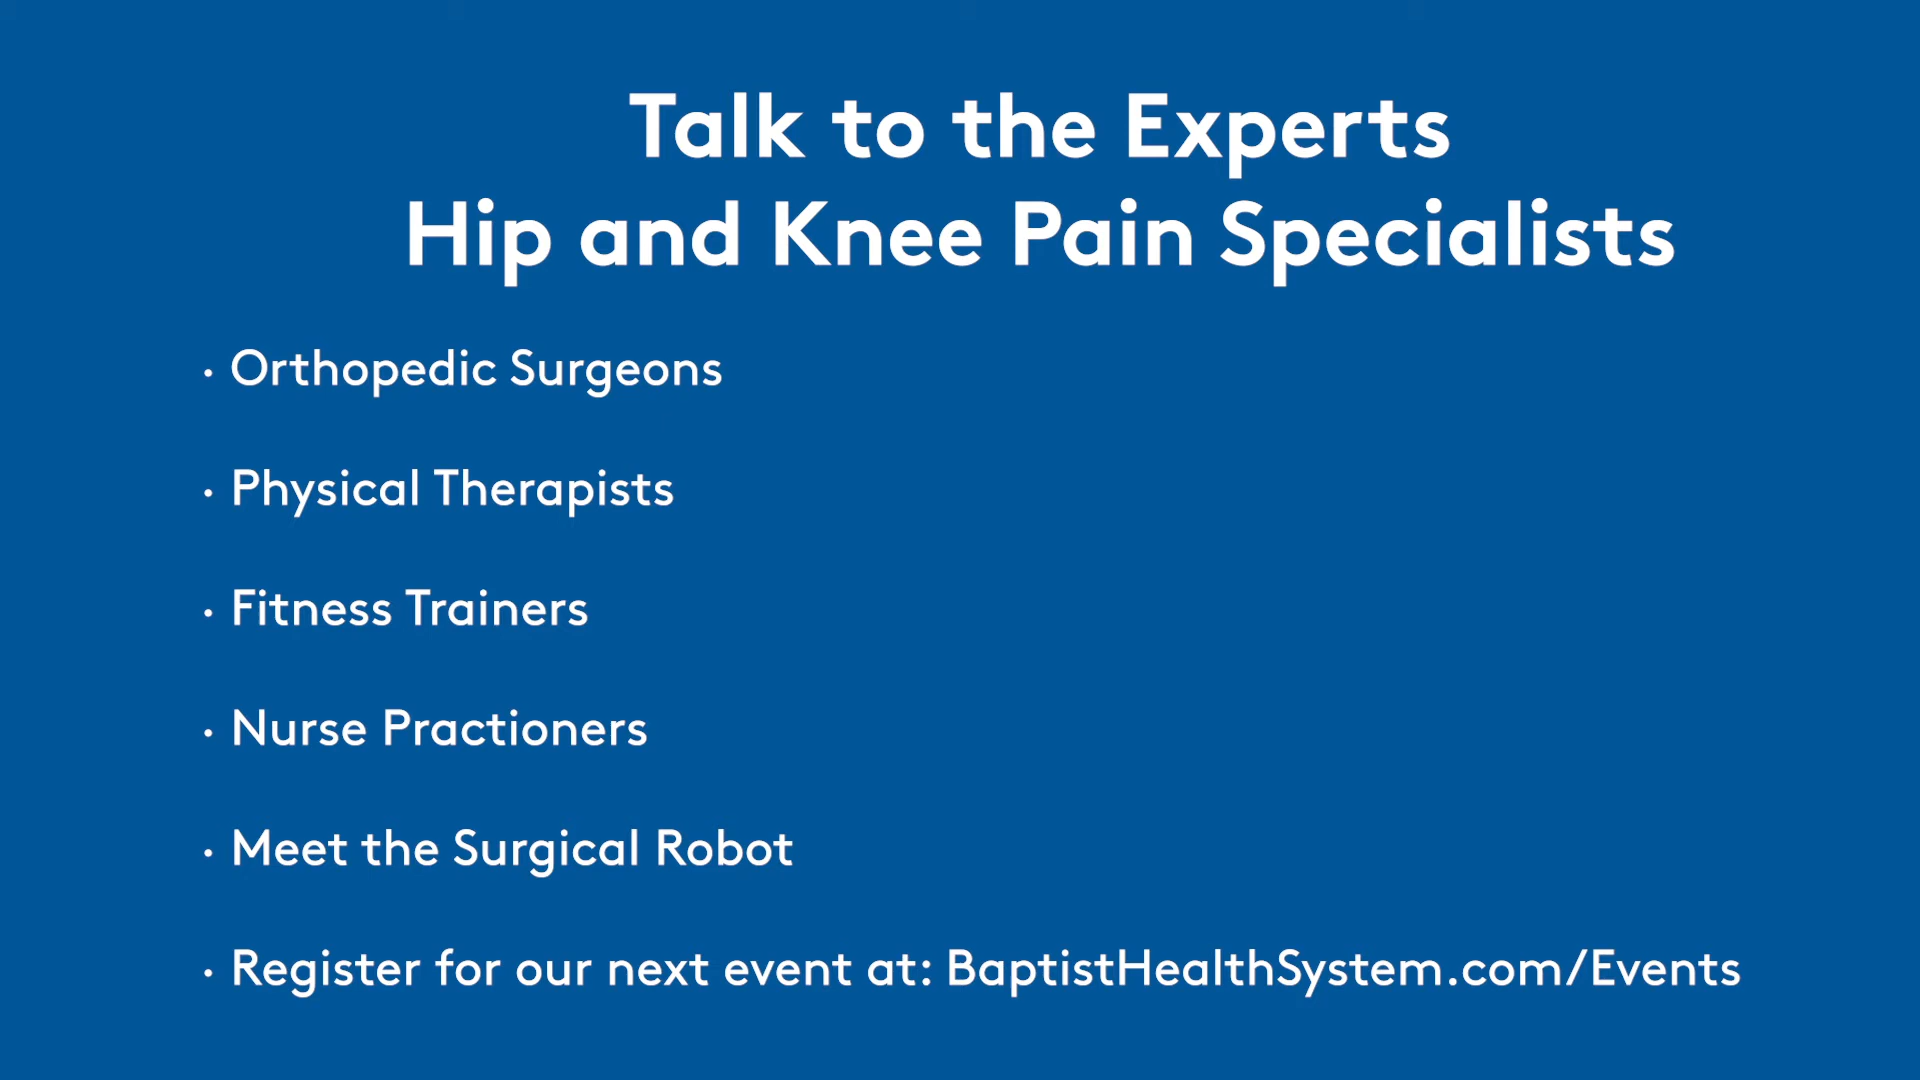 Talk to the Experts
Hip and Knee Pain Specialists
· Orthopedic Surgeons
· Physical Therapists
· Fitness Trainers
· Nurse Practioners
· Meet the Surgical Robot
· Register for our next event at: BaptistHealthSystem.com/Events